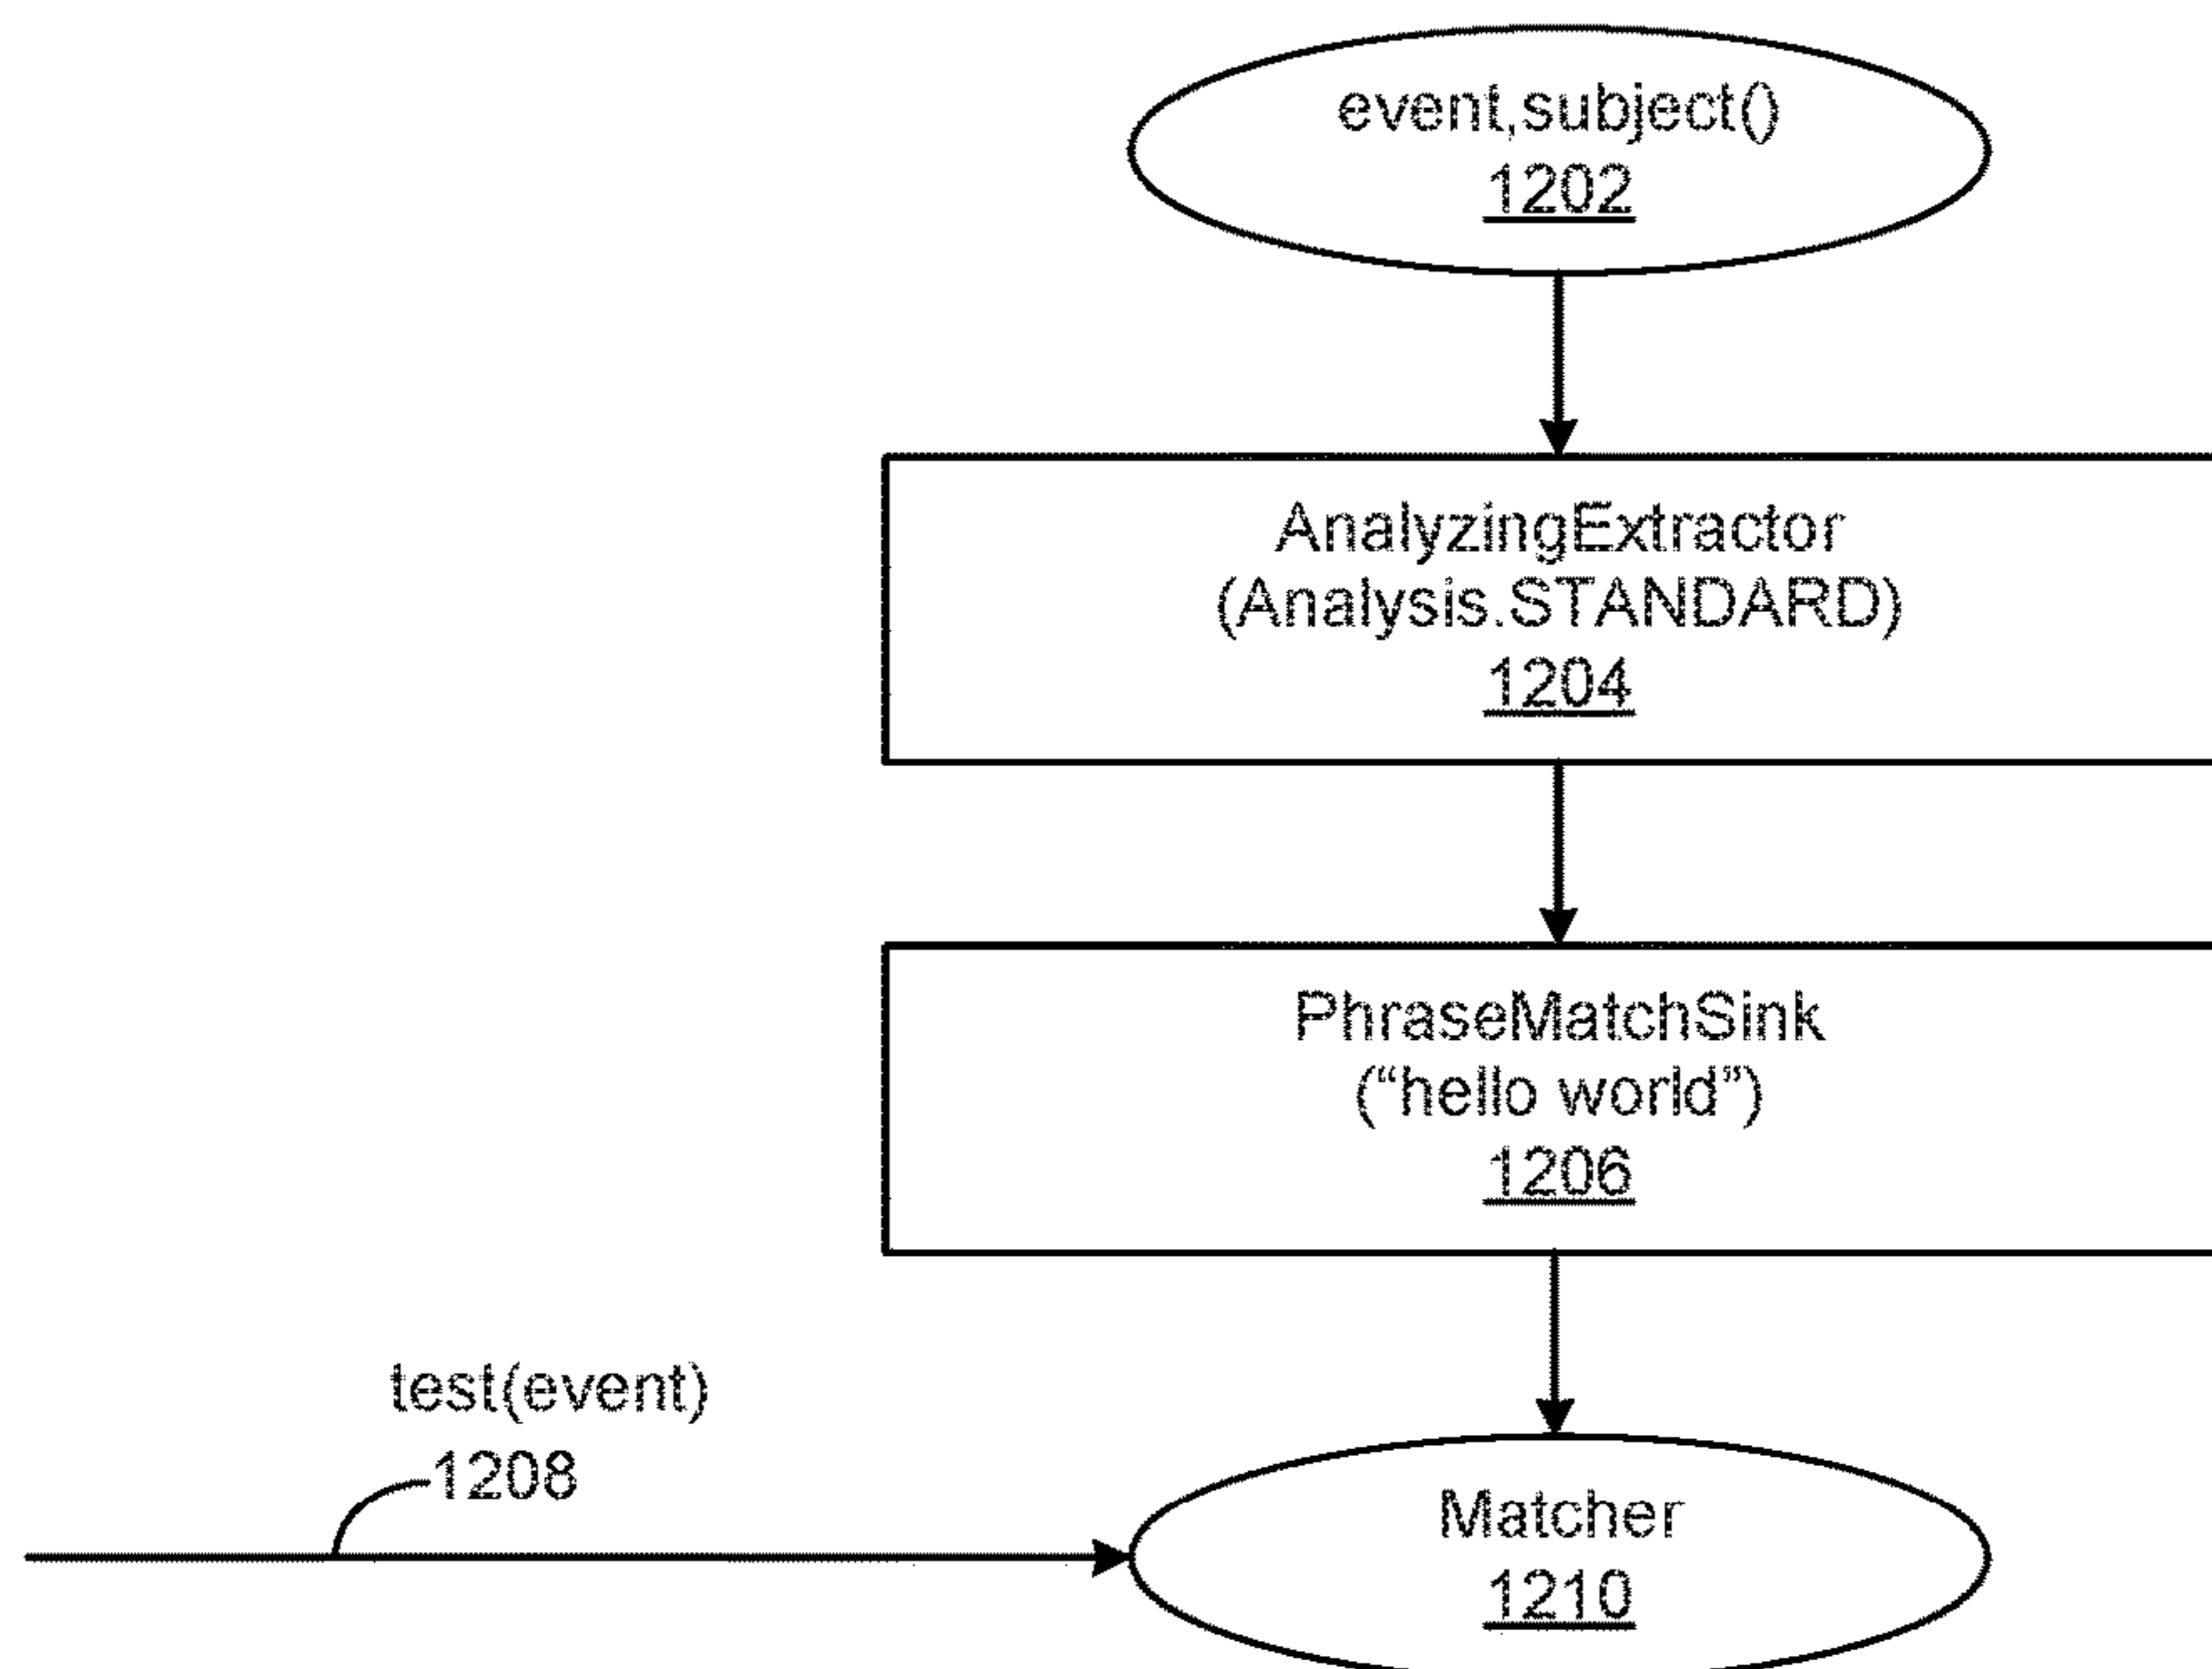 event,subject()
1202
AnalyzingExtractor
(Analysis.STANDARD)
1204
PhraseMatchSink
(“hello world”)
1206
test(event)
1208
Matcher
1210